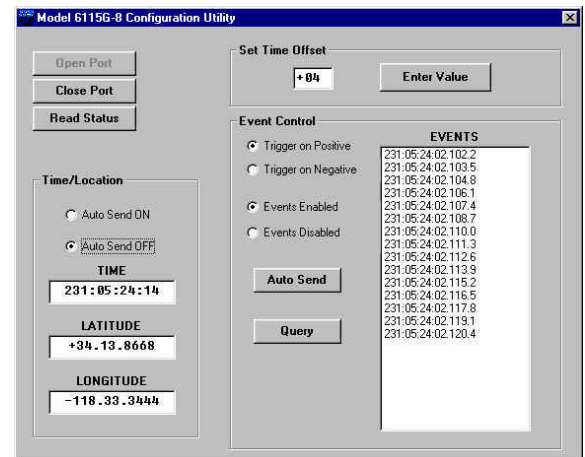 Model 6115G-8 Configuration Utility
Open Port
Close Port
Read Status
Time/Location
Auto Send ON
Auto Send OFF
TIME
231:05:24:14
LATITUDE
+34.13.8668
LONGITUDE
-118.33.3444
Set Time Offset
+04
Enter Value
Event Control
Trigger on Positive
Trigger on Negative
Events Enabled
Events Disabled
Auto Send
Query
EVENTS
231:05:24:02.102.2
231:05:24:02.103.5
231:05:24:02.104.8
231:05:24:02.106.1
231:05:24:02.107.4
231:05:24:02.108.7
231:05:24:02.110.0
231:05:24:02.111.3
231:05:24:02.112.6
231:05:24:02.113.9
231:05:24:02.115.2
231:05:24:02.116.5
231:05:24:02.117.8
231:05:24:02.119.1
231:05:24:02.120.4